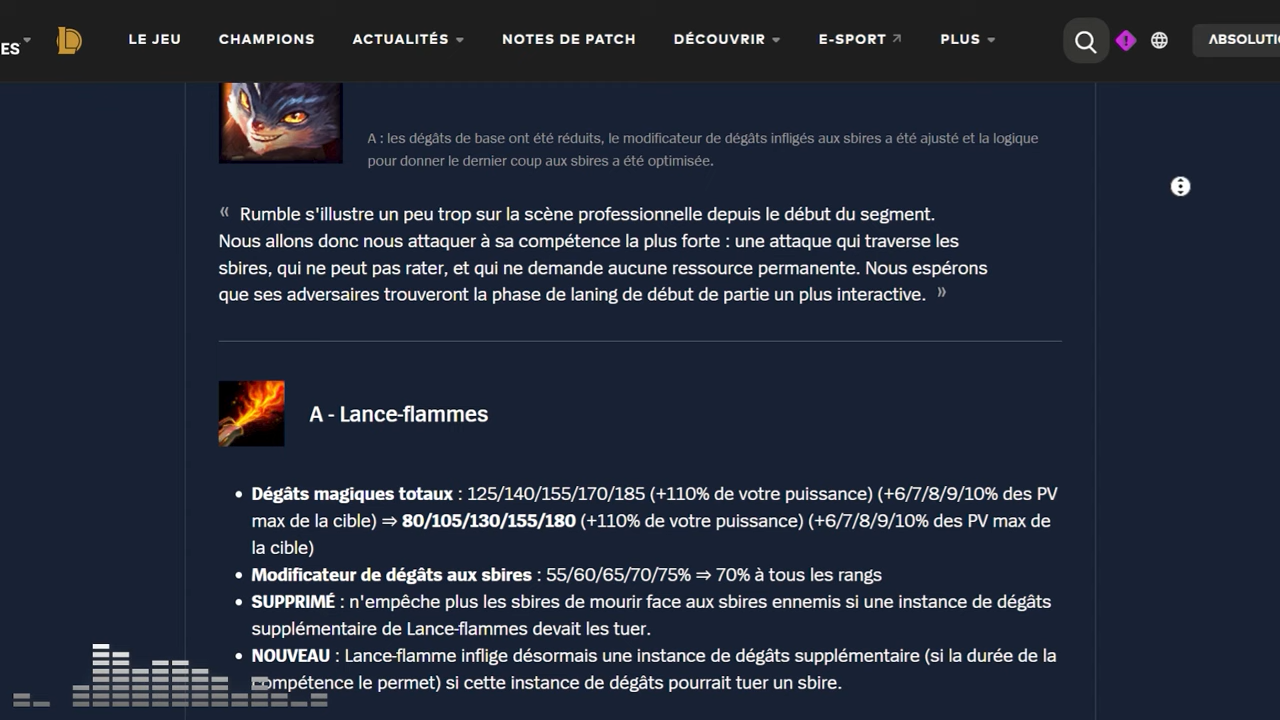 ES
LE JEU
CHAMPIONS
ACTUALITÉS
NOTES DE PATCH
DÉCOUVRIR
E-SPORT
PLUS
A : les dégâts de base ont été réduits, le modificateur de dégâts infligés aux sbires a été ajusté et la logique
pour donner le dernier coup aux sbires a été optimisée.
« Rumble s'illustre un peu trop sur la scène professionnelle depuis le début du segment.
Nous allons donc nous attaquer à sa compétence la plus forte : une attaque qui traverse les
sbires, qui ne peut pas rater, et qui ne demande aucune ressource permanente. Nous espérons
que ses adversaires trouveront la phase de laning de début de partie un plus interactive. »
A - Lance-flammes
• Dégâts magiques totaux : 125/140/155/170/185 (+110% de votre puissance) (+6/7/8/9/10% des PV
max de la cible) ⇒ 80/105/130/155/180 (+110% de votre puissance) (+6/7/8/9/10% des PV max de
la cible)
• Modificateur de dégâts aux sbires : 55/60/65/70/75% ⇒ 70% à tous les rangs
• SUPPRIMÉ : n'empêche plus les sbires de mourir face aux sbires ennemis si une instance de dégâts
supplémentaire de Lance-flammes devait les tuer.
• NOUVEAU : Lance-flamme inflige désormais une instance de dégâts supplémentaire (si la durée de la
compétence le permet) si cette instance de dégâts pourrait tuer un sbire.